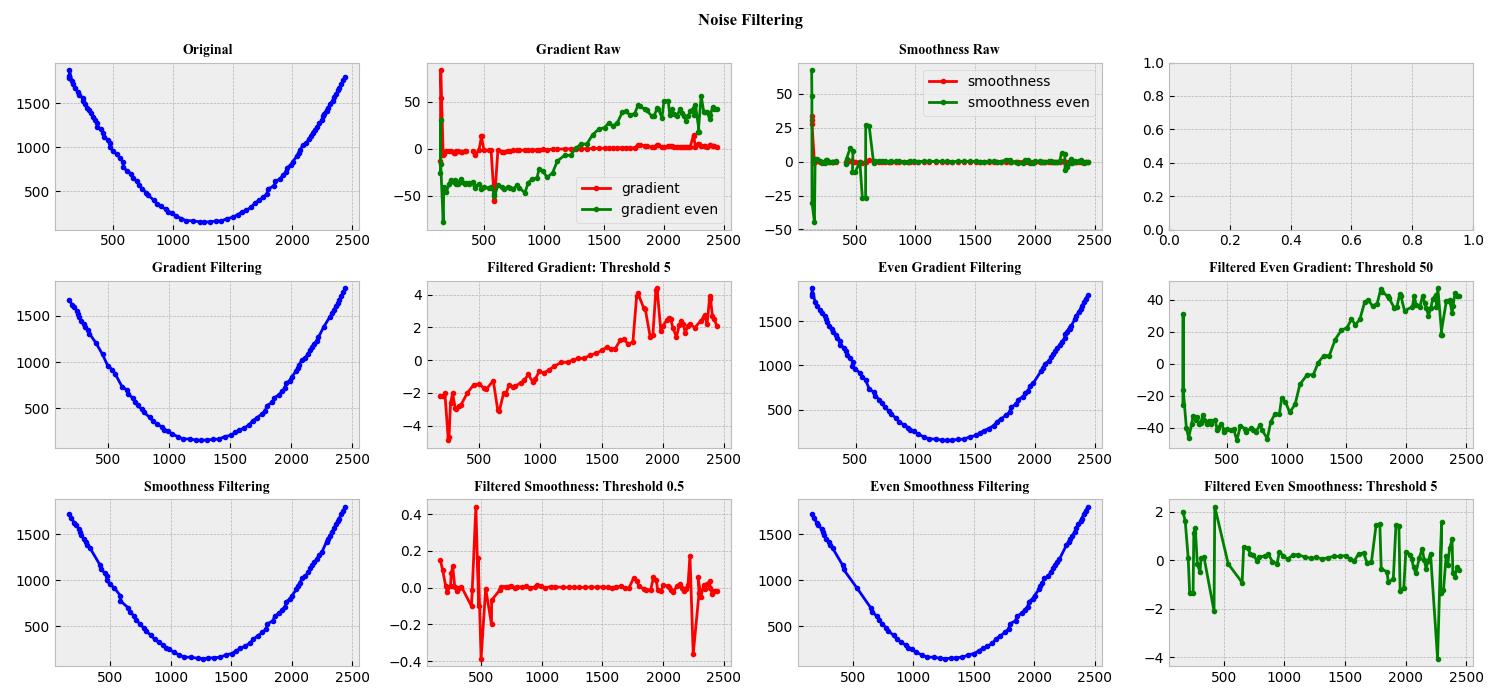 Noise Filtering
Original
1500
1000
500
500 1000 1500 2000 2500
Gradient Raw
50
0
−50
gradient
gradient even
500 1000 1500 2000 2500
Smoothness Raw
50
25
0
−25
−50
smoothness
smoothness even
500 1000 1500 2000 2500
1.0
0.8
0.6
0.4
0.2
0.0
0.0 0.2 0.4 0.6 0.8 1.0
Gradient Filtering
1500
1000
500
500 1000 1500 2000 2500
Filtered Gradient: Threshold 5
4
2
0
−2
−4
500 1000 1500 2000 2500
Even Gradient Filtering
1500
1000
500
500 1000 1500 2000 2500
Filtered Even Gradient: Threshold 50
40
20
0
−20
−40
500 1000 1500 2000 2500
Smoothness Filtering
1500
1000
500
500 1000 1500 2000 2500
Filtered Smoothness: Threshold 0.5
0.4
0.2
0.0
−0.2
−0.4
500 1000 1500 2000 2500
Even Smoothness Filtering
1500
1000
500
500 1000 1500 2000 2500
Filtered Even Smoothness: Threshold 5
2
0
−2
−4
500 1000 1500 2000 2500